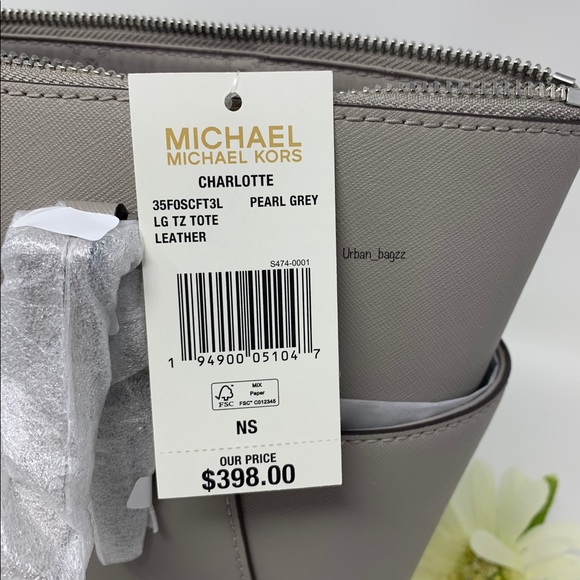 MICHAEL
MICHAEL KORS
CHARLOTTE
35F0SCFT3L PEARL GREY
LG TZ TOTE
LEATHER
S474-0001
1 94900 05104 7
FSC
MIX
Paper
FSC® C012345
NS
OUR PRICE
$398.00
Urban_bagzz